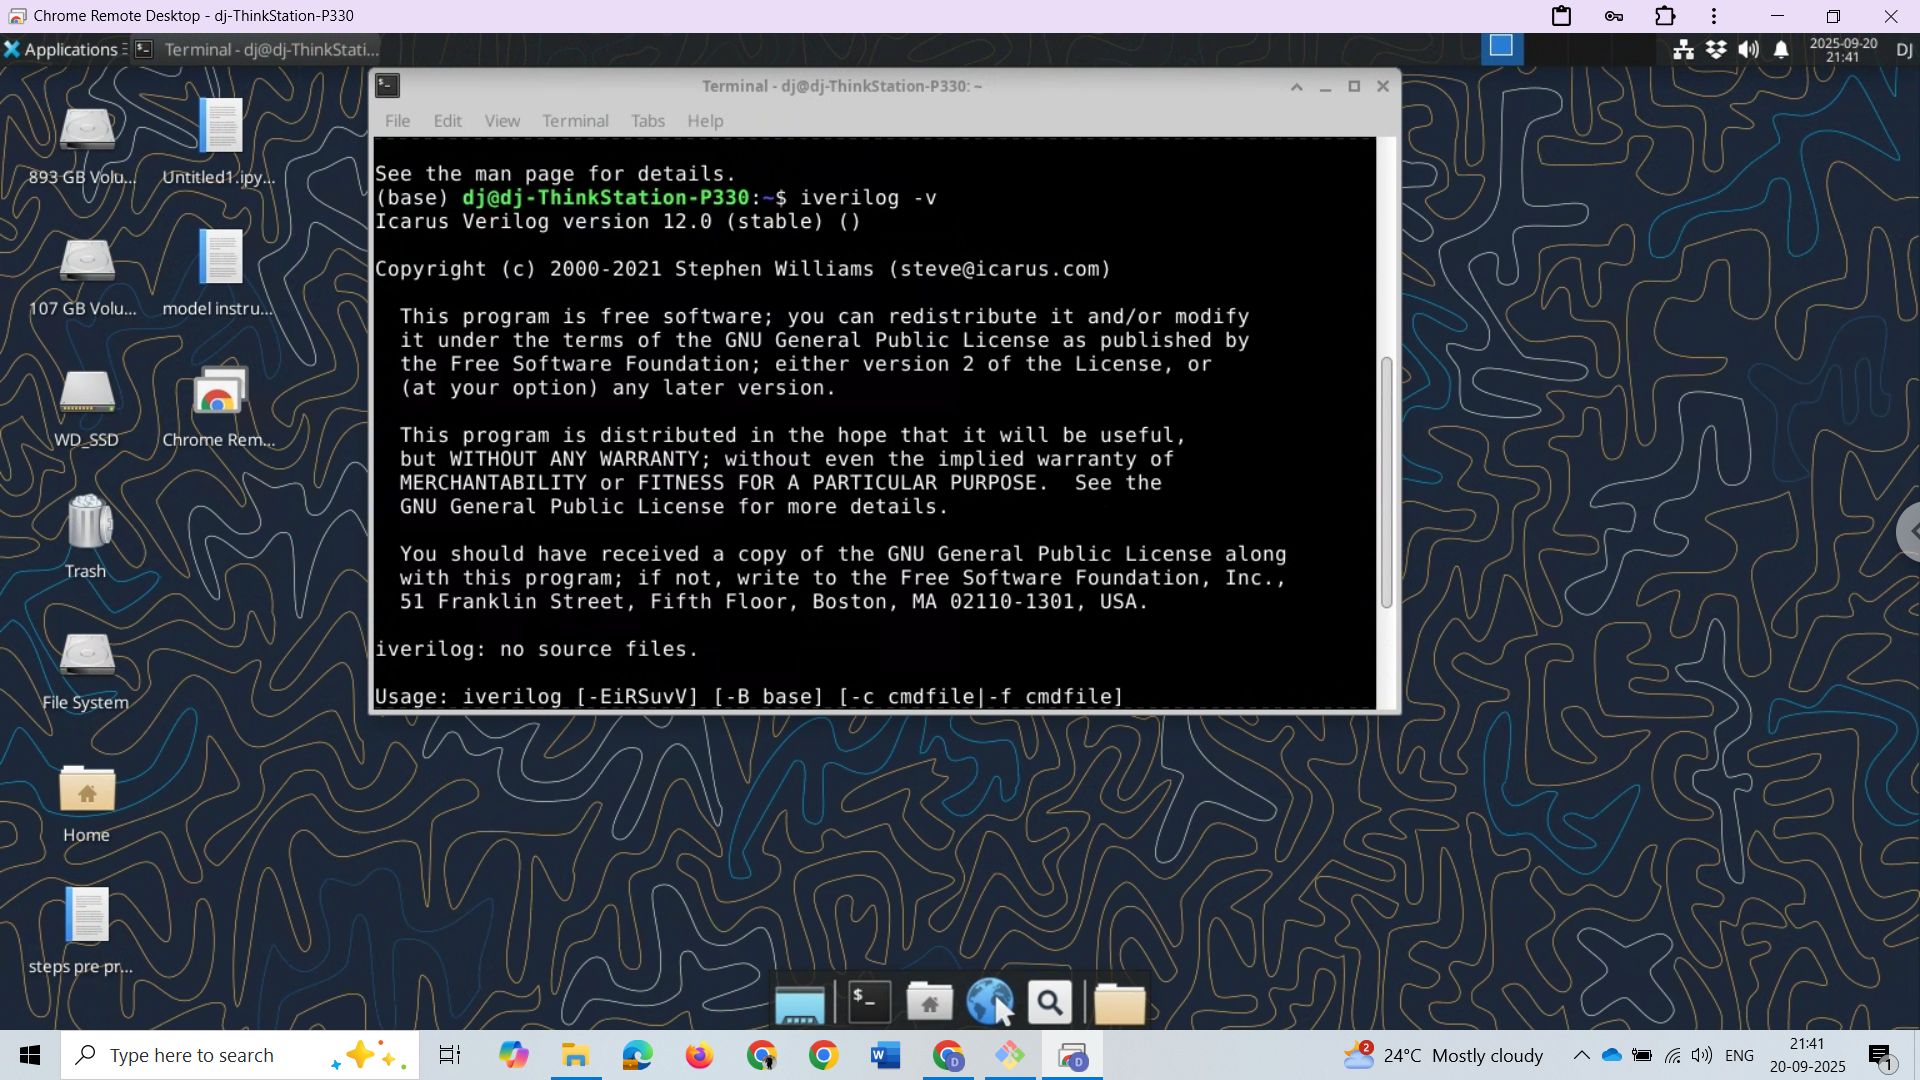 Chrome Remote Desktop - dj-ThinkStation-P330
Applications
Terminal - dj@dj-ThinkStati...
2025-09-20
21:41
DJ
Terminal - dj@dj-ThinkStation-P330: ~
File Edit View Terminal Tabs Help
See the man page for details.
(base) dj@dj-ThinkStation-P330:~$ iverilog -v
Icarus Verilog version 12.0 (stable) ()
Copyright (c) 2000-2021 Stephen Williams (steve@icarus.com)
This program is free software; you can redistribute it and/or modify
it under the terms of the GNU General Public License as published by
the Free Software Foundation; either version 2 of the License, or
(at your option) any later version.
This program is distributed in the hope that it will be useful,
but WITHOUT ANY WARRANTY; without even the implied warranty of
MERCHANTABILITY or FITNESS FOR A PARTICULAR PURPOSE.  See the
GNU General Public License for more details.
You should have received a copy of the GNU General Public License along
with this program; if not, write to the Free Software Foundation, Inc.,
51 Franklin Street, Fifth Floor, Boston, MA 02110-1301, USA.
iverilog: no source files.
Usage: iverilog [-EiRSuvV] [-B base] [-c cmdfile|-f cmdfile]
893 GB Volu...
Untitled1.ipy...
107 GB Volu...
model instru...
WD_SSD
Chrome Rem...
Trash
File System
Home
steps pre pr...
Type here to search
2
24°C Mostly cloudy
ENG
21:41
20-09-2025
1